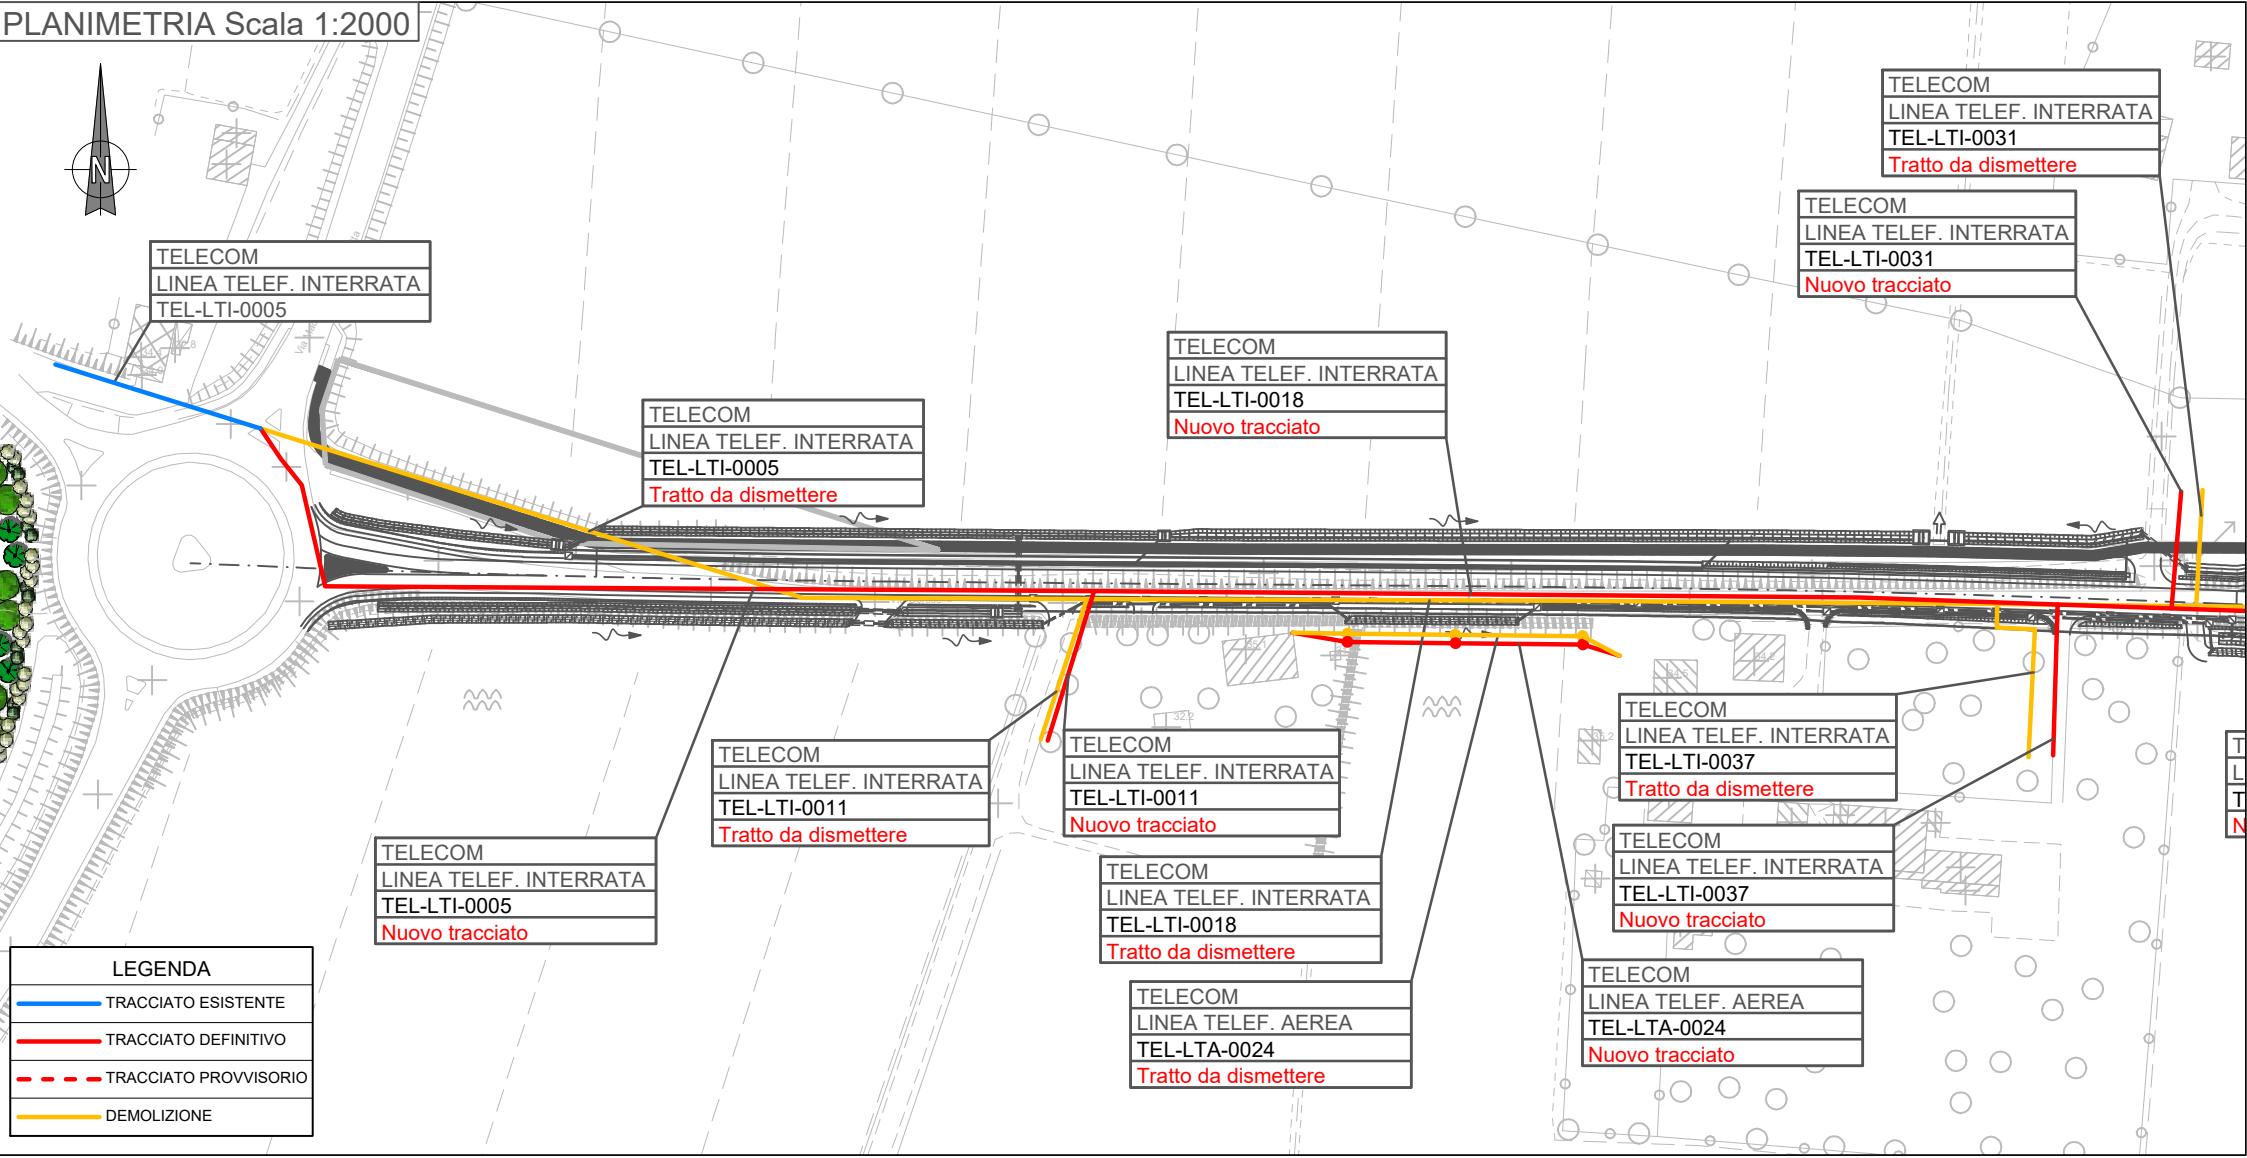 PLANIMETRIA Scala 1:2000
N
TELECOM
LINEA TELEF. INTERRATA
TEL-LTI-0031
Tratto da dismettere
TELECOM
LINEA TELEF. INTERRATA
TEL-LTI-0031
Nuovo tracciato
TELECOM
LINEA TELEF. INTERRATA
TEL-LTI-0005
TELECOM
LINEA TELEF. INTERRATA
TEL-LTI-0018
Nuovo tracciato
TELECOM
LINEA TELEF. INTERRATA
TEL-LTI-0005
Tratto da dismettere
TELECOM
LINEA TELEF. INTERRATA
TEL-LTI-0037
Tratto da dismettere
TELECOM
LINEA TELEF. INTERRATA
TEL-LTI-0011
Tratto da dismettere
TELECOM
LINEA TELEF. INTERRATA
TEL-LTI-0011
Nuovo tracciato
32.2
TELECOM
LINEA TELEF. INTERRATA
TEL-LTI-0037
Nuovo tracciato
TELECOM
LINEA TELEF. INTERRATA
TEL-LTI-0005
Nuovo tracciato
TELECOM
LINEA TELEF. INTERRATA
TEL-LTI-0018
Tratto da dismettere
TELECOM
LINEA TELEF. AEREA
TEL-LTA-0024
Nuovo tracciato
TELECOM
LINEA TELEF. AEREA
TEL-LTA-0024
Tratto da dismettere
T
L
T
N
LEGENDA
TRACCIATO ESISTENTE
TRACCIATO DEFINITIVO
TRACCIATO PROVVISORIO
DEMOLIZIONE